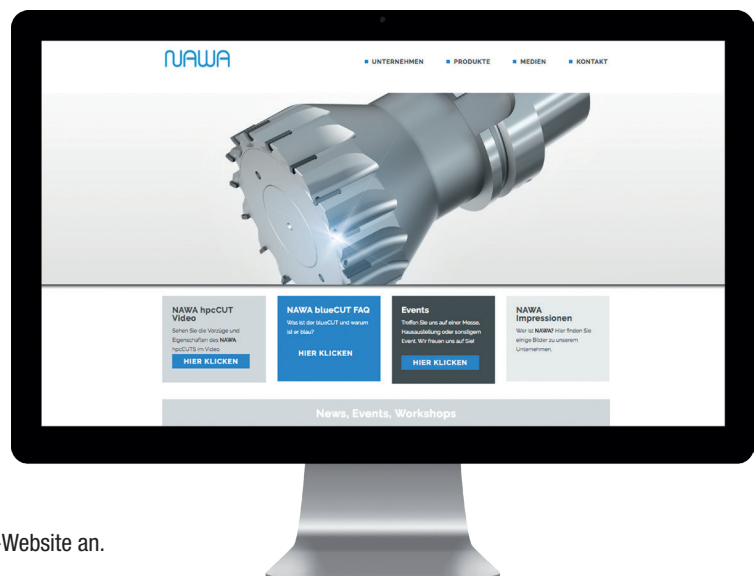 NAWA
UNTERNEHMEN PRODUKTE MEDIEN KONTAKT
NAWA hpcCUT
Video
Sehen Sie die Vorzüge und
Eigenschaften des NAWA
hpcCUTS im Video
HIER KLICKEN
NAWA blueCUT FAQ
Was ist der blueCUT und warum
ist er blau?
HIER KLICKEN
Events
Treffen Sie uns auf einer Messe,
Hausaustellung oder sonstigem
Event. Wir freuen uns auf Sie!
HIER KLICKEN
NAWA
Impressionen
Wer ist NAWA? Hier finden Sie
einige Bilder zu unserem
Unternehmen.
News, Events, Workshops
-Website an.